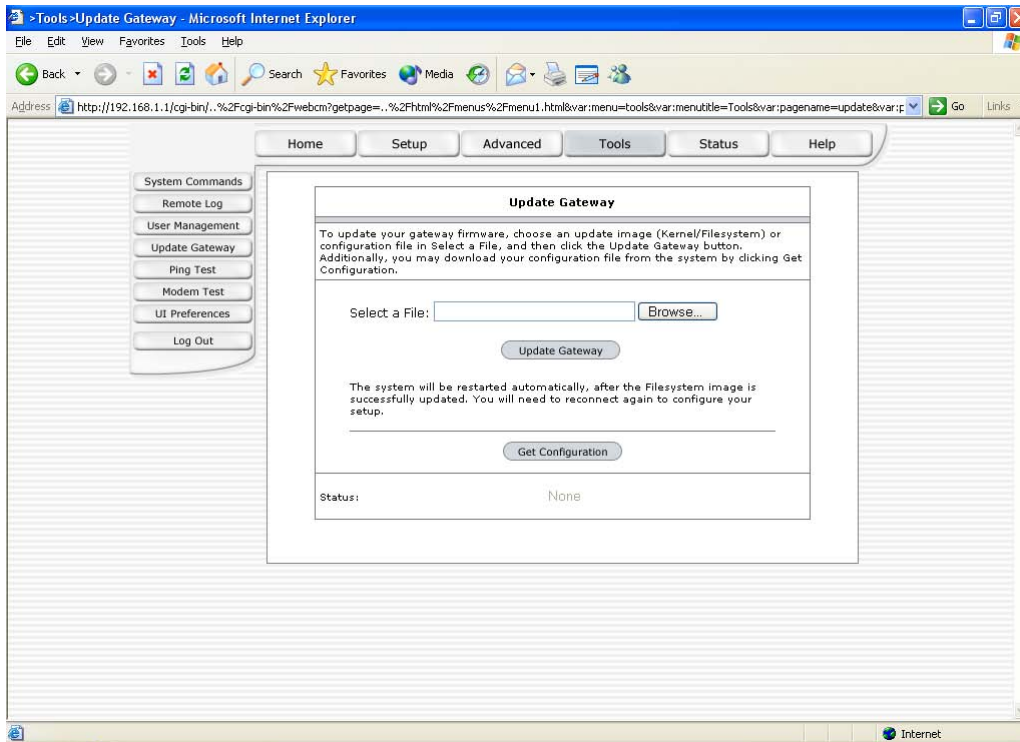 >Tools>Update Gateway - Microsoft Internet Explorer
File Edit View Favorites Tools Help
Back Search Favorites Media
Address http://192.168.1.1/cgi-bin/..%2Fcgi-bin%2Fwebcm?getpage=..%2Fhtml%2Fmenus%2Fmenu1.html&var:menu=tools&var:menutitle=Tools&var:pagename=update&var:p Go Links
Home Setup Advanced Tools Status Help
System Commands
Remote Log
User Management
Update Gateway
Ping Test
Modem Test
UI Preferences
Log Out
Update Gateway
To update your gateway firmware, choose an update image (Kernel/Filesystem) or
configuration file in Select a File, and then click the Update Gateway button.
Additionally, you may download your configuration file from the system by clicking Get
Configuration.
Select a File: Browse...
Update Gateway
The system will be restarted automatically, after the Filesystem image is
successfully updated. You will need to reconnect again to configure your
setup.
Get Configuration
Status: None
Internet